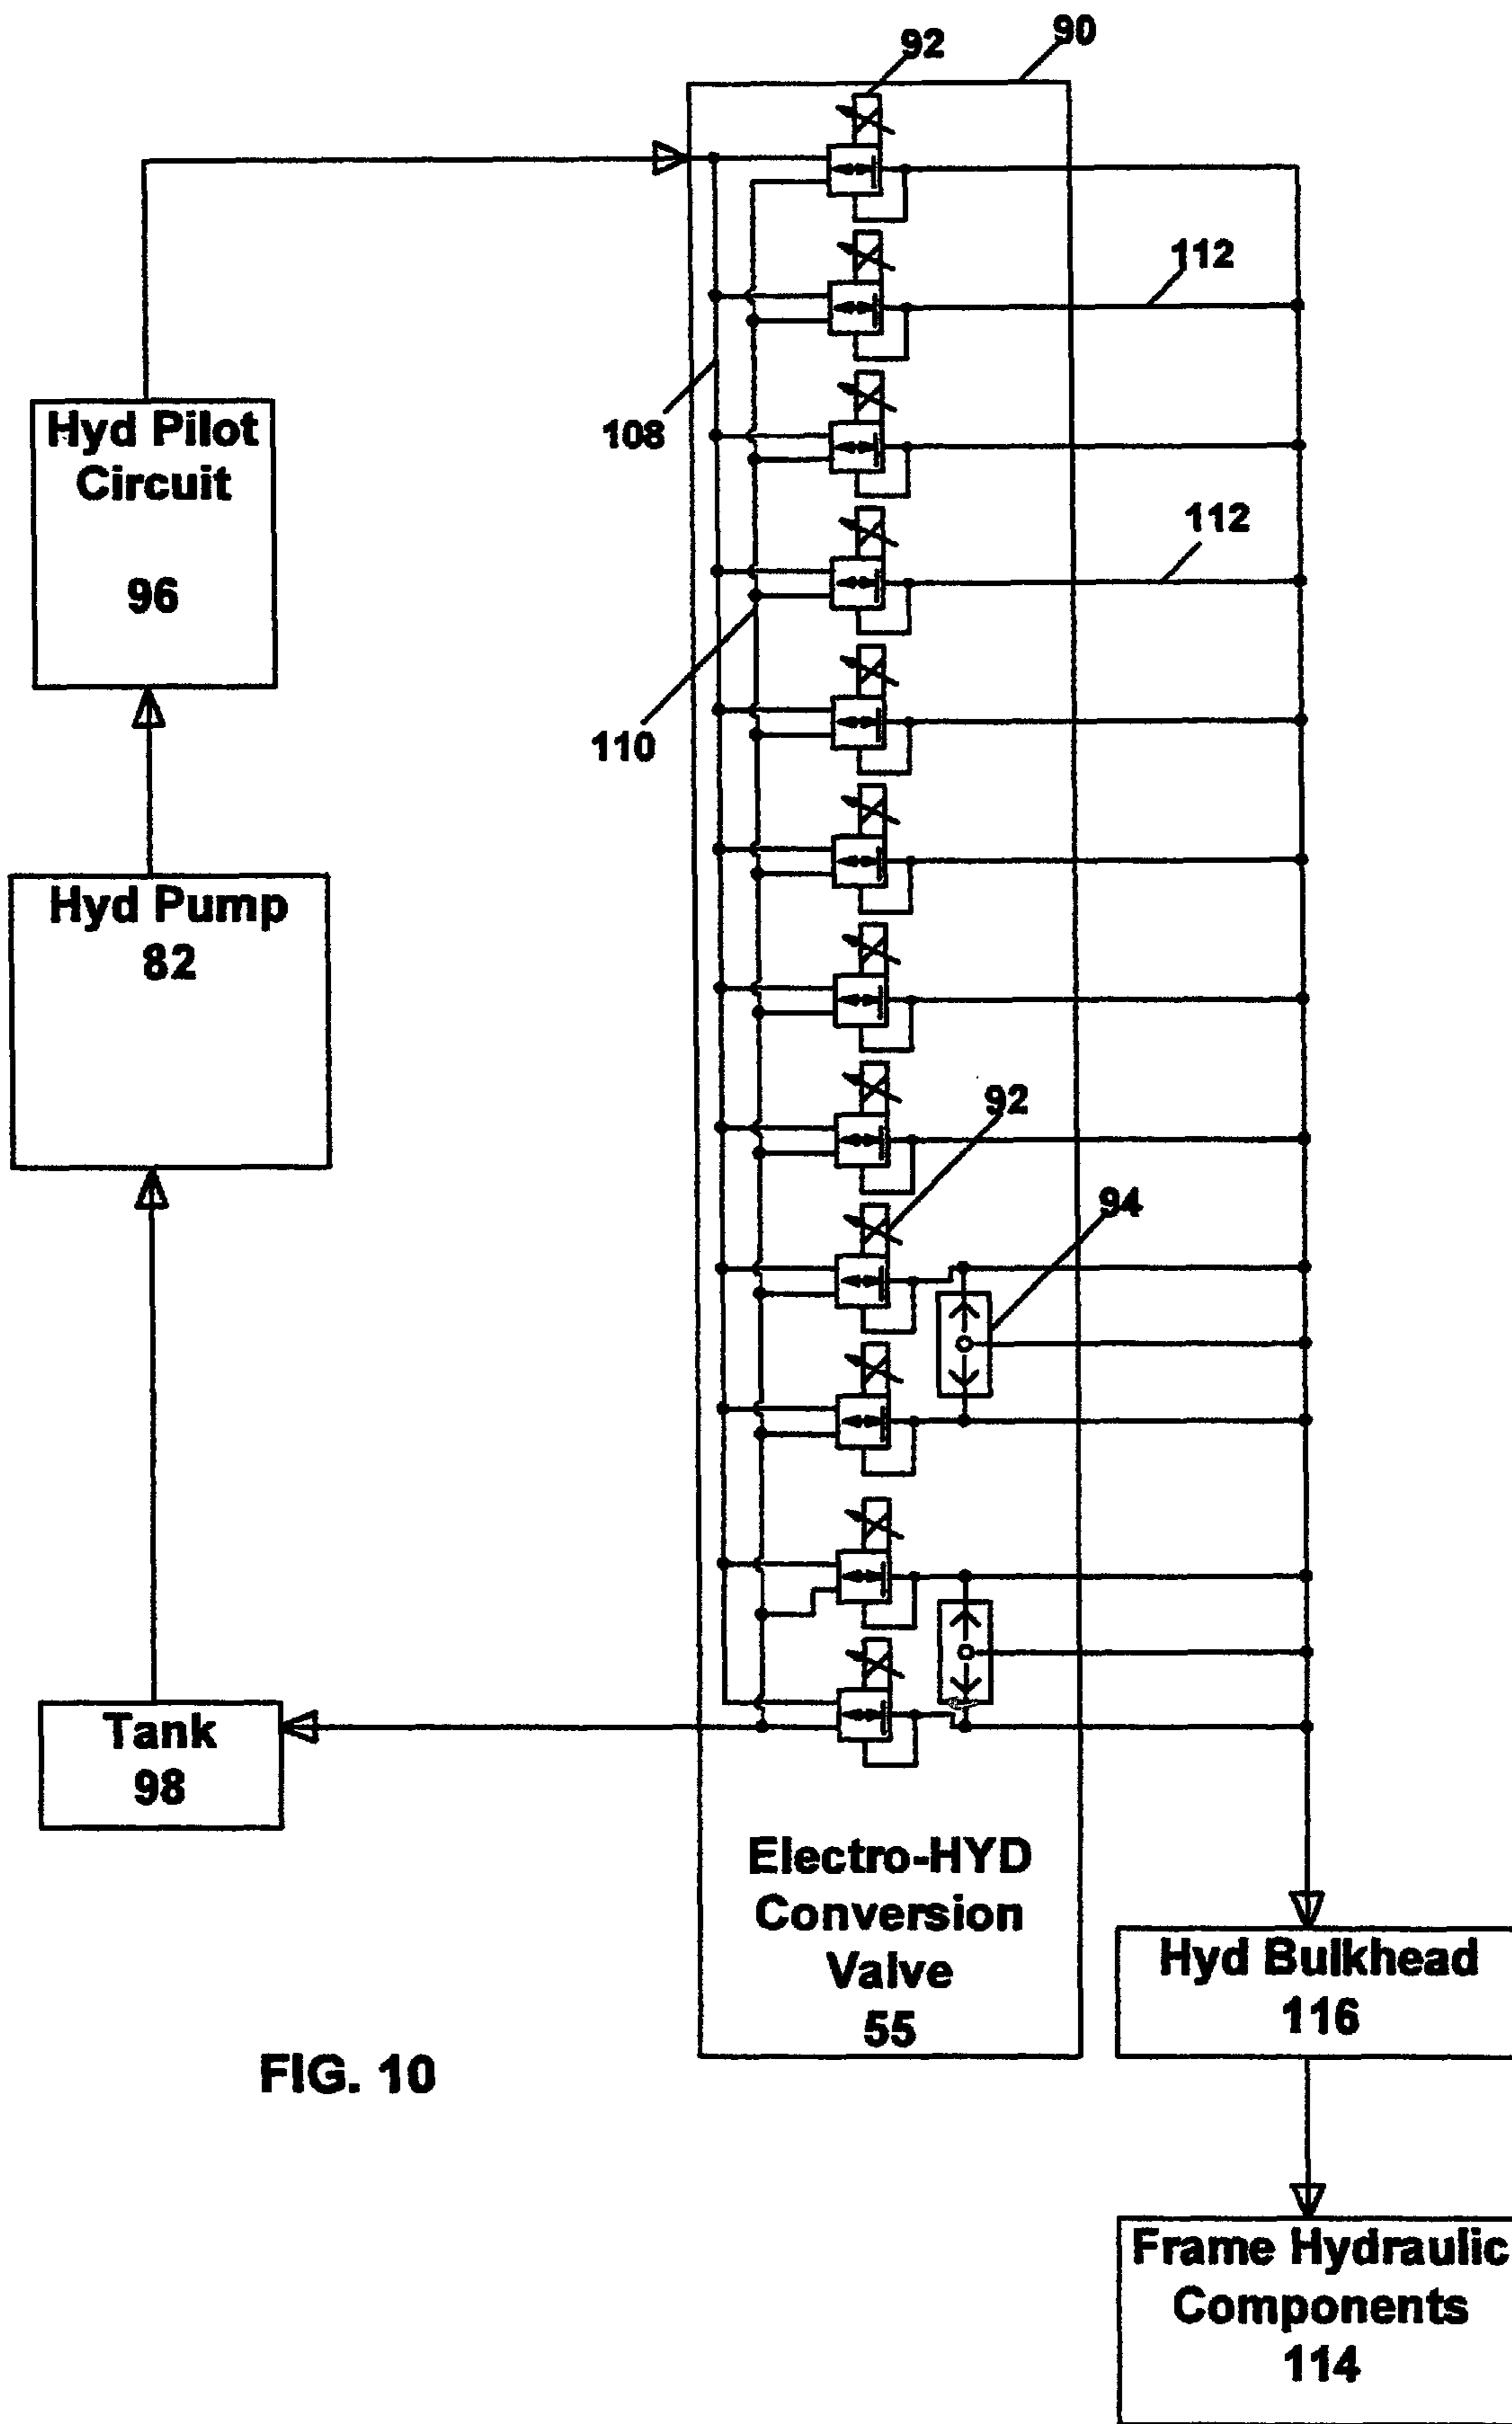 90
92
112
Hyd Pilot
Circuit
96
108
112
110
Hyd Pump
82
92
94
Tank
98
Electro-HYD
Conversion
Valve
55
Hyd Bulkhead
116
FIG. 10
Frame Hydraulic
Components
114